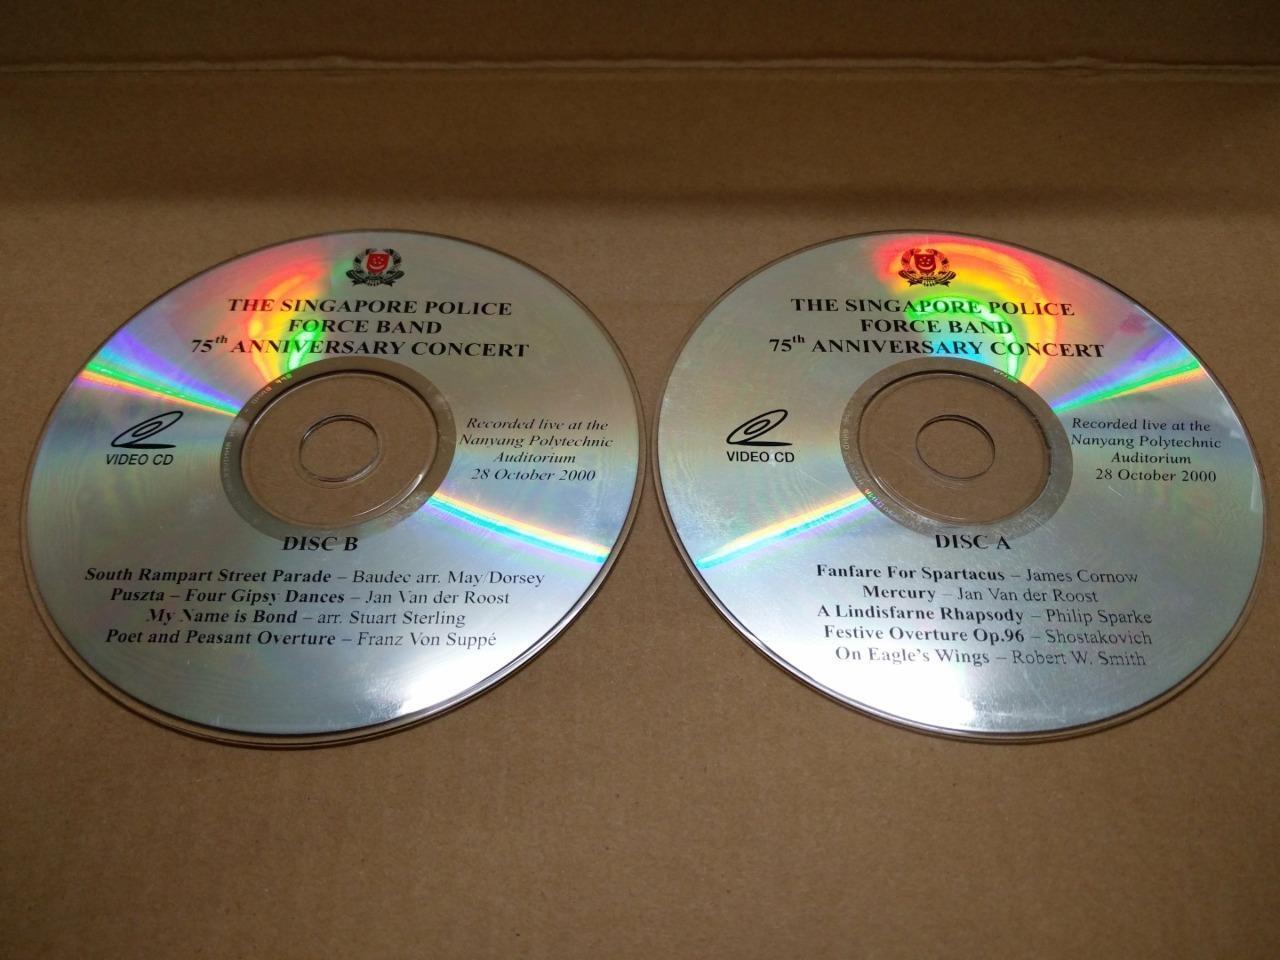 THE SINGAPORE POLICE
FORCE BAND
75th ANNIVERSARY CONCERT
VIDEO CD
Recorded live at the
Nanyang Polytechnic
Auditorium
28 October 2000
DISC B
South Rampart Street Parade – Baudec arr. May/Dorsey
Puszta – Four Gipsy Dances – Jan Van der Roost
My Name is Bond – arr. Stuart Sterling
Poet and Peasant Overture – Franz Von Suppé
THE SINGAPORE POLICE
FORCE BAND
75th ANNIVERSARY CONCERT
VIDEO CD
Recorded live at the
Nanyang Polytechnic
Auditorium
28 October 2000
DISC A
Fanfare For Spartacus – James Cornow
Mercury – Jan Van der Roost
A Lindisfarne Rhapsody – Philip Sparke
Festive Overture Op.96 – Shostakovich
On Eagle's Wings – Robert W. Smith